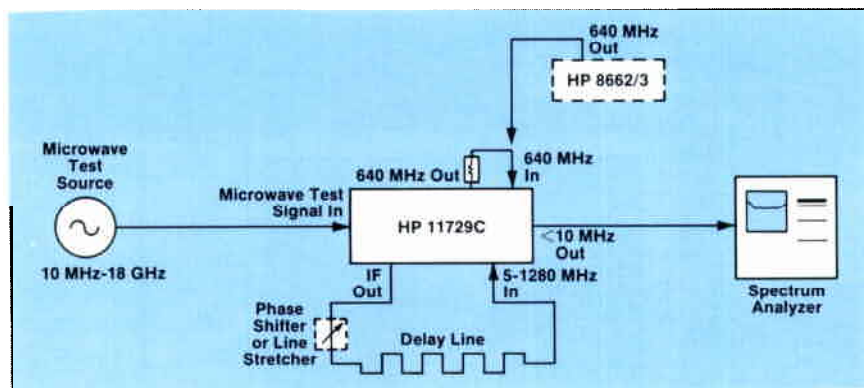 640 MHz
Out
HP 8662/3
Microwave
Test
Source
640 MHz Out
640 MHz
In
Microwave Test
Signal In
HP 11729C
<10 MHz
Out
10 MHz-18 GHz
IF
Out
5-1280 MHz
In
Phase
Shifter
or Line
Stretcher
Delay Line
Spectrum
Analyzer